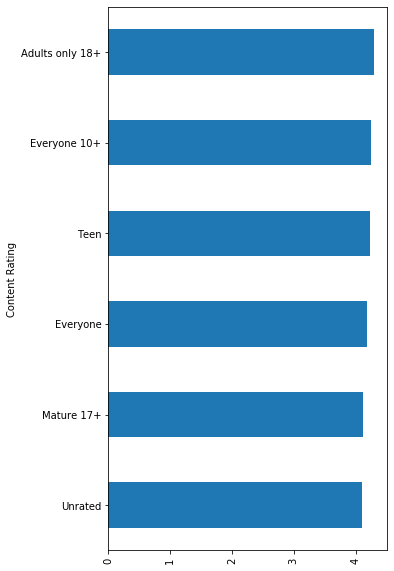 Adults only 18+
Everyone 10+
Teen
Everyone
Mature 17+
Unrated
Content Rating
0
1
2
3
4